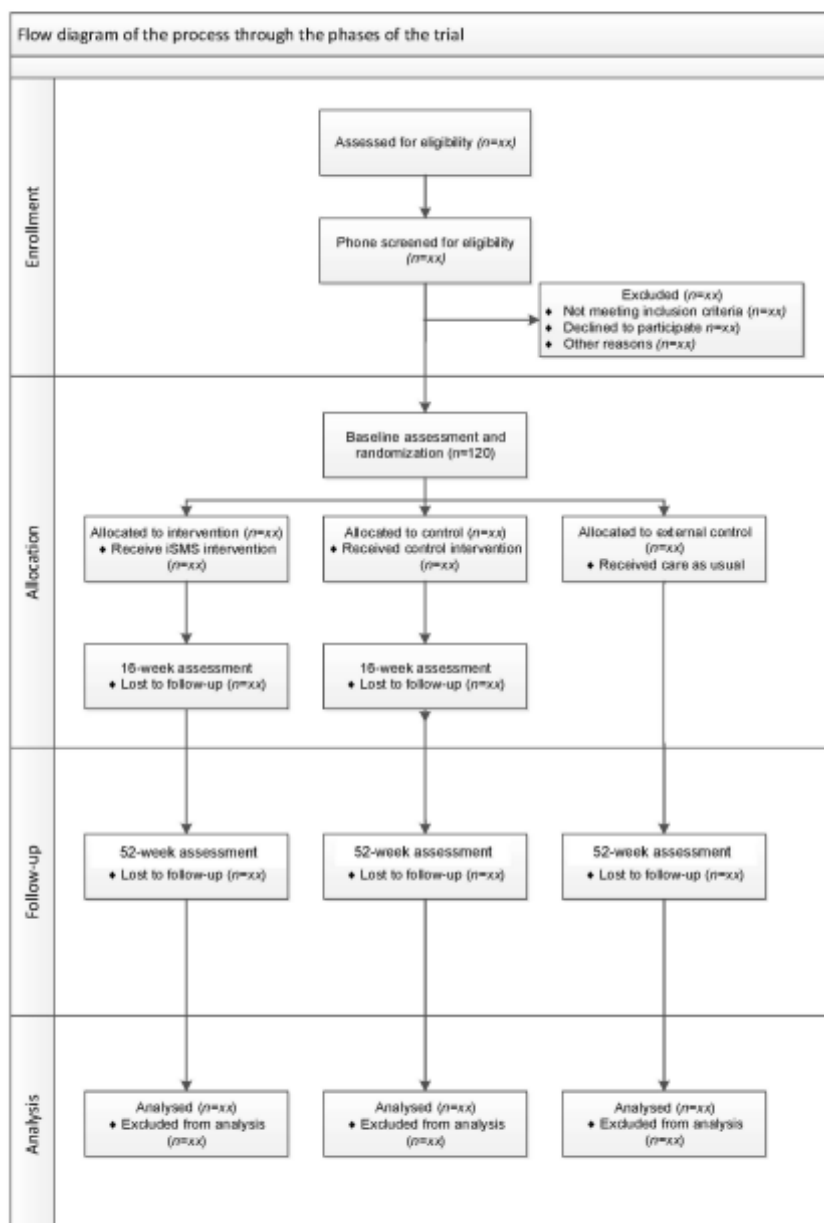 Flow diagram of the process through the phases of the trial
Enrollment
Assessed for eligibility (n=xx)
Phone screened for eligibility
(n=xx)
Excluded (n=xx)
♦ Not meeting inclusion criteria (n=xx)
♦ Declined to participate n=xx)
♦ Other reasons (n=xx)
Allocation
Baseline assessment and
randomization (n=120)
Allocated to intervention (n=xx)
♦ Receive iSMS intervention
(n=xx)
Allocated to control (n=xx)
♦ Received control intervention
(n=xx)
Allocated to external control
(n=xx)
♦ Received care as usual
16-week assessment
♦ Lost to follow-up (n=xx)
16-week assessment
♦ Lost to follow-up (n=xx)
Follow-up
52-week assessment
♦ Lost to follow-up (n=xx)
52-week assessment
♦ Lost to follow-up (n=xx)
52-week assessment
♦ Lost to follow-up (n=xx)
Analysis
Analysed (n=xx)
♦ Excluded from analysis
(n=xx)
Analysed (n=xx)
♦ Excluded from analysis
(n=xx)
Analysed (n=xx)
♦ Excluded from analysis
(n=xx)